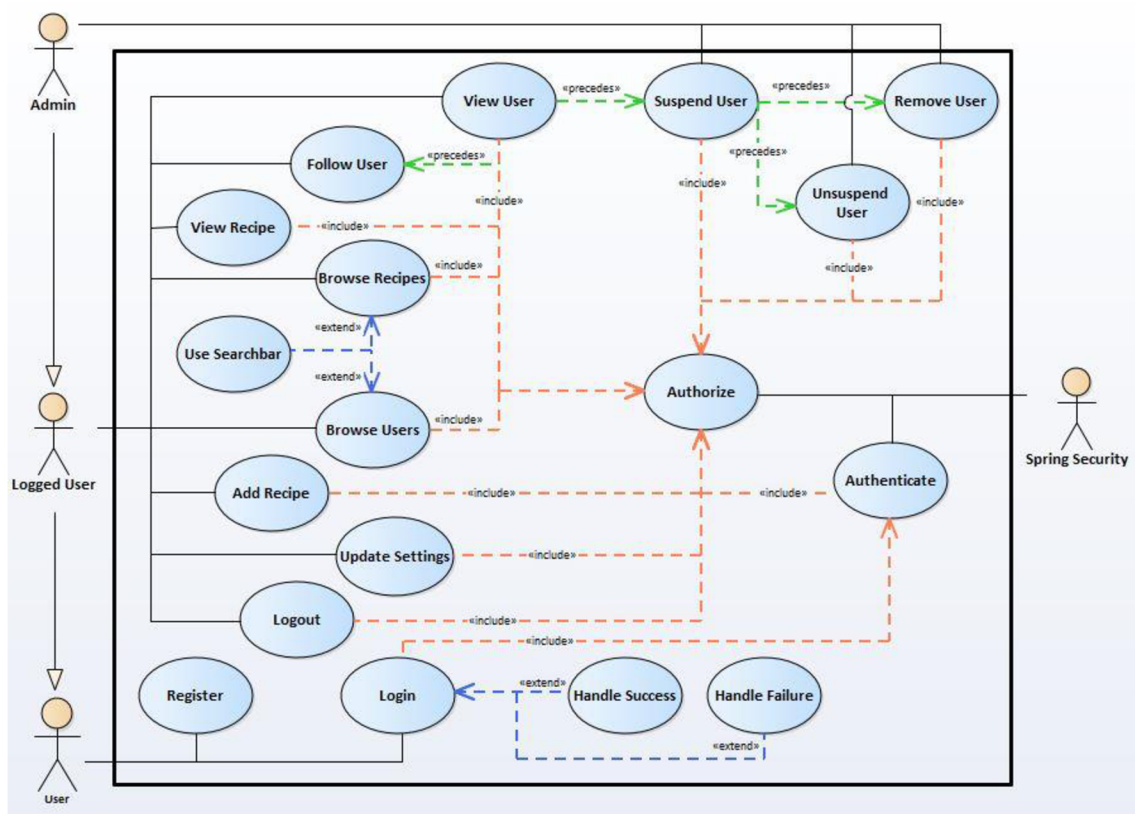 Admin
View User
«precedes»
Suspend User
«precedes»
Remove User
«precedes»
Follow User
«precedes»
«include»
«include»
Unsuspend
User
«include»
View Recipe
«include»
Browse Recipes
«include»
«include»
«extend»
Use Searchbar
«extend»
Authorize
Browse Users
«include»
Logged User
Spring Security
Add Recipe
«include»
«include»
Authenticate
Update Settings
«include»
Logout
«include»
«include»
Register
Login
«extend»
Handle Success
Handle Failure
«extend»
User